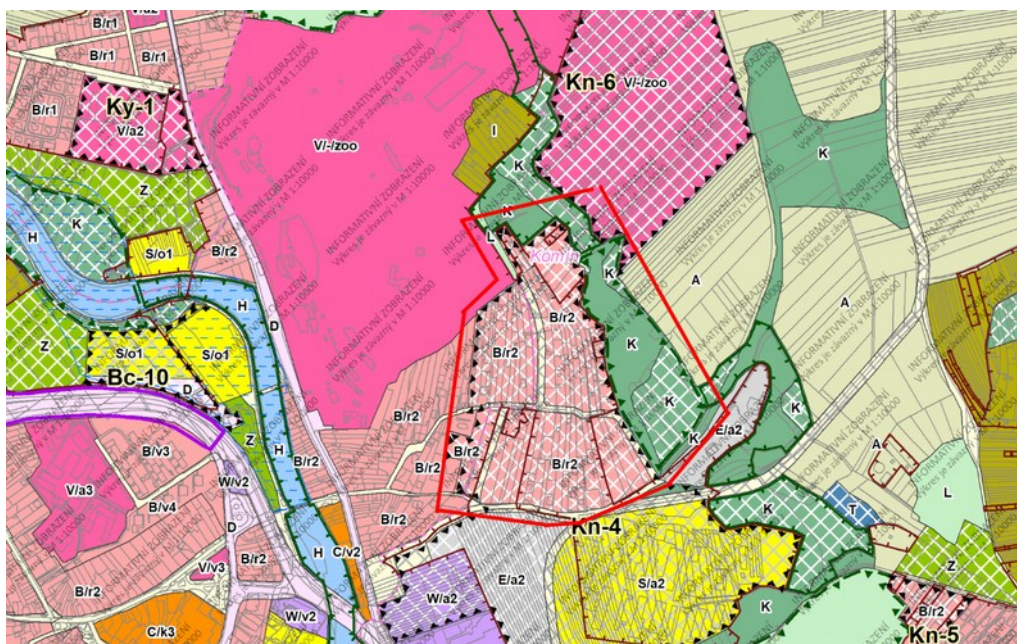 V/a2
B/r1
B/r1
B/r1
B/r1
Ky-1
V/a2
Kn-6
V/-/zoo
V/-/zoo
I
K
K
Z
K
H
S/o1
B/r2
K
L
Komín
K
A
A
B/r2
H
D
K
Z
S/o1
S/o1
B/r2
Bc-10
D
K
K
E/a2
B/v3
Z
H
B/r2
B/r2
B/r2
B/r2
K
A
V/a3
W/v2
B/v4
D
L
B/r2
K
T
Kn-4
C/v2
H
B/r2
V/v3
E/a2
S/a2
Z
B/r2
W/a2
K
W/v2
B/r2
C/k3
Kn-5
INFORMATIVNÍ ZOBRAZENÍ
Výkres je závazný v M 1:10000